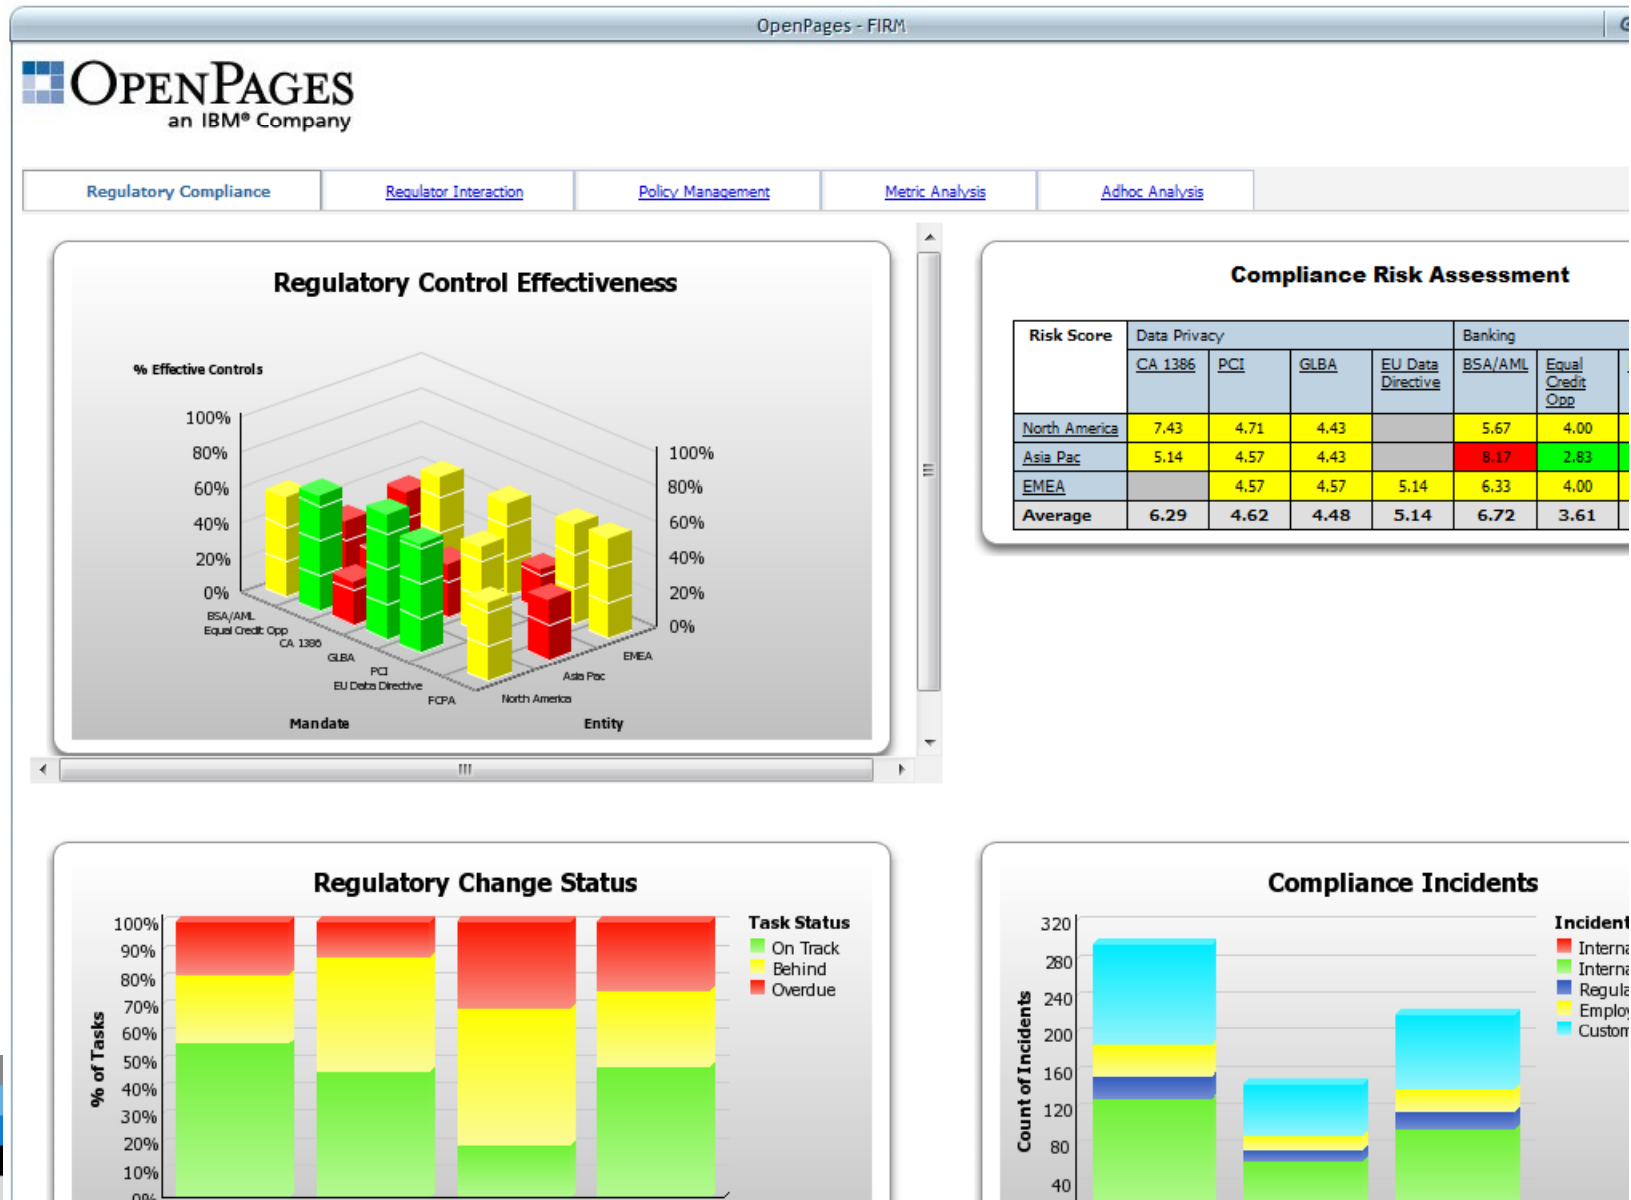 OpenPages - FIRM
OPENPAGES
an IBM® Company
Regulatory Compliance
Regulator Interaction
Policy Management
Metric Analysis
Adhoc Analysis
Regulatory Control Effectiveness
% Effective Controls
100%
80%
60%
40%
20%
0%
100%
80%
60%
40%
20%
0%
BSA/AML
Equal Credit Opp
CA 1386
GLBA
PCI
EU Data Directive
FCPA
North America
Asia Pac
EMEA
Mandate
Entity
Compliance Risk Assessment
Risk Score Data Privacy Banking
CA 1386 PCI GLBA EU Data Directive BSA/AML Equal Credit Opp
North America 7.43 4.71 4.43 5.67 4.00
Asia Pac 5.14 4.57 4.43 8.17 2.83
EMEA 4.57 4.57 5.14 6.33 4.00
Average 6.29 4.62 4.48 5.14 6.72 3.61
Regulatory Change Status
% of Tasks
100%
90%
80%
70%
60%
50%
40%
30%
20%
10%
0%
Task Status
On Track
Behind
Overdue
Compliance Incidents
Count of Incidents
320
280
240
200
160
120
80
40
Incident
Interna
Interna
Regula
Employ
Custom